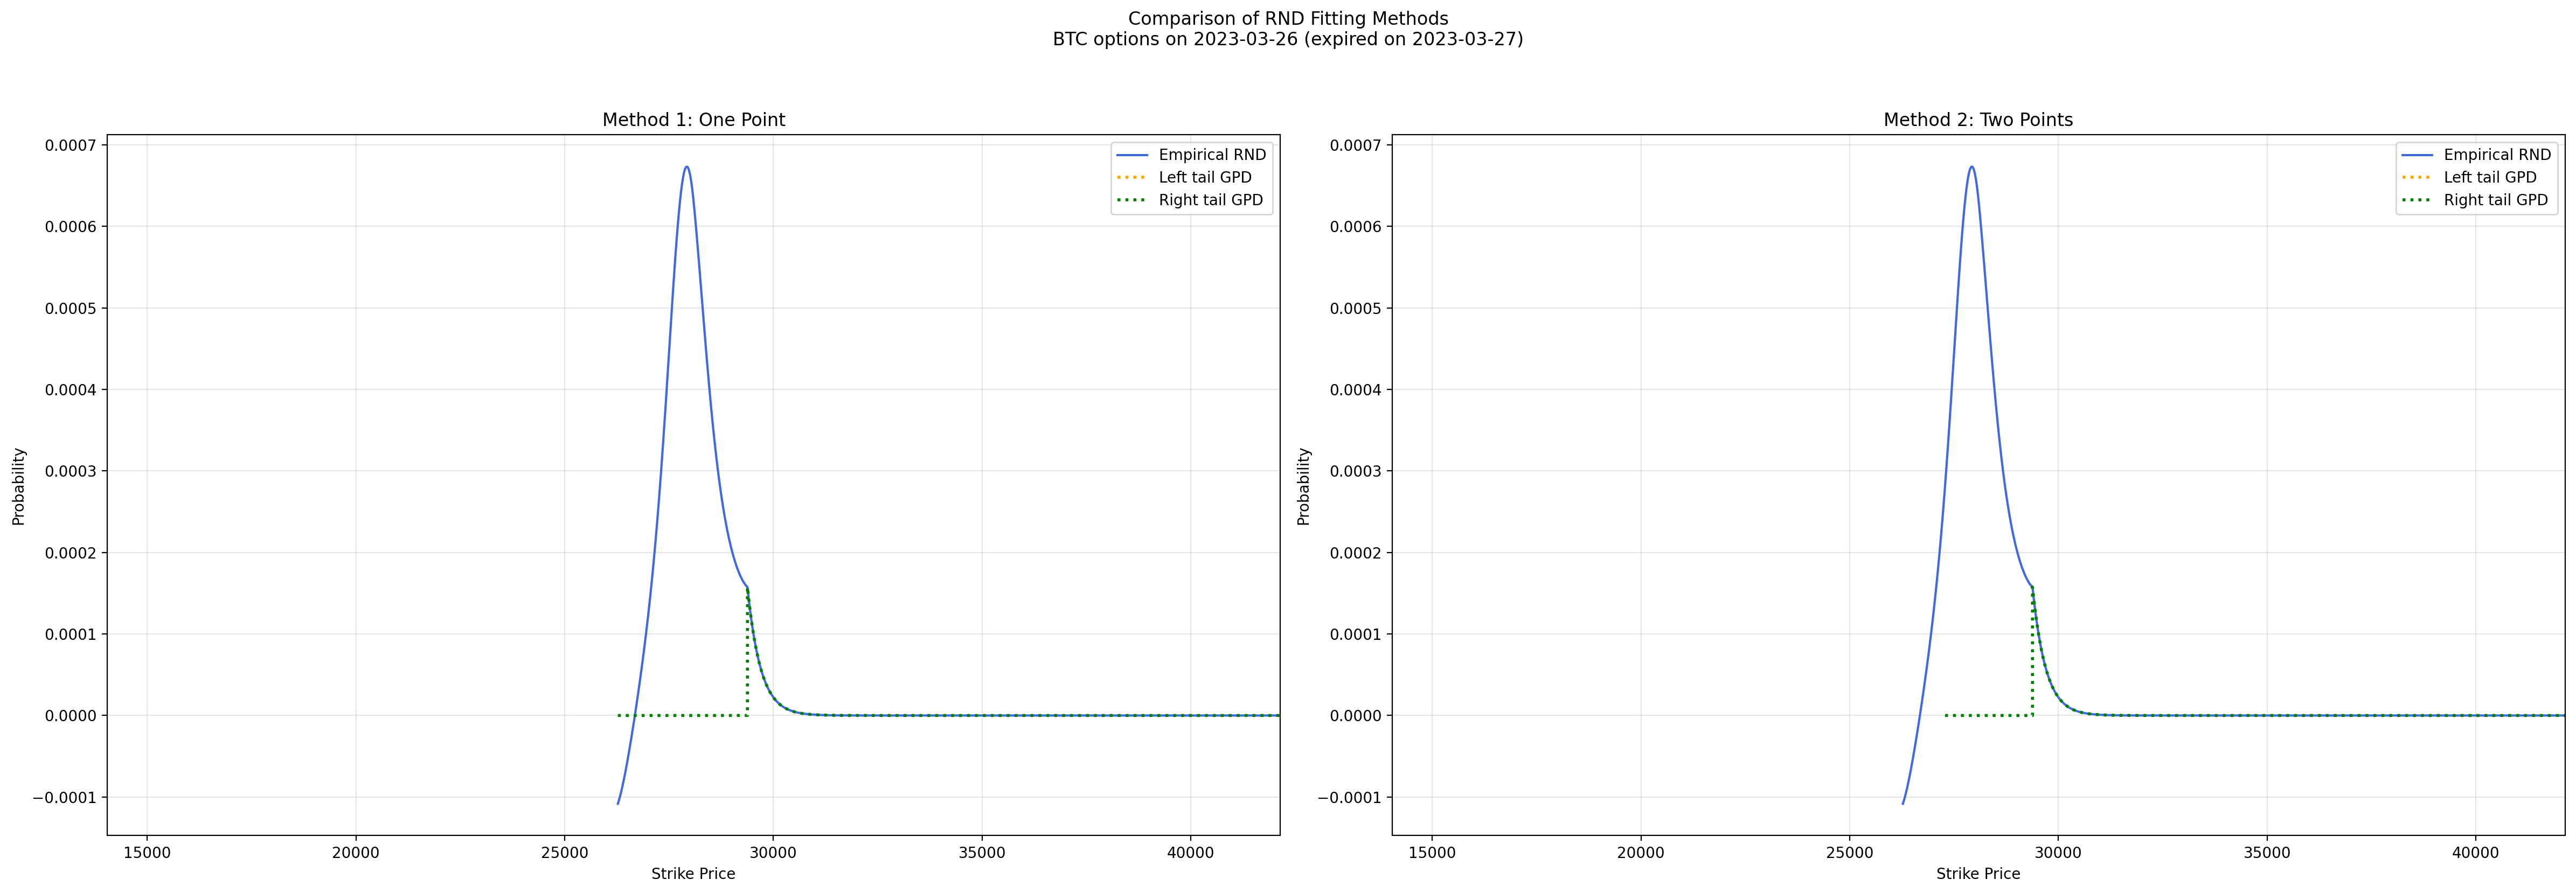 Comparison of RND Fitting Methods
BTC options on 2023-03-26 (expired on 2023-03-27)
Method 1: One Point
0.0007
0.0006
0.0005
0.0004
0.0003
0.0002
0.0001
0.0000
−0.0001
Probability
15000 20000 25000 30000 35000 40000
Strike Price
Empirical RND
Left tail GPD
Right tail GPD
Method 2: Two Points
0.0007
0.0006
0.0005
0.0004
0.0003
0.0002
0.0001
0.0000
−0.0001
Probability
15000 20000 25000 30000 35000 40000
Strike Price
Empirical RND
Left tail GPD
Right tail GPD